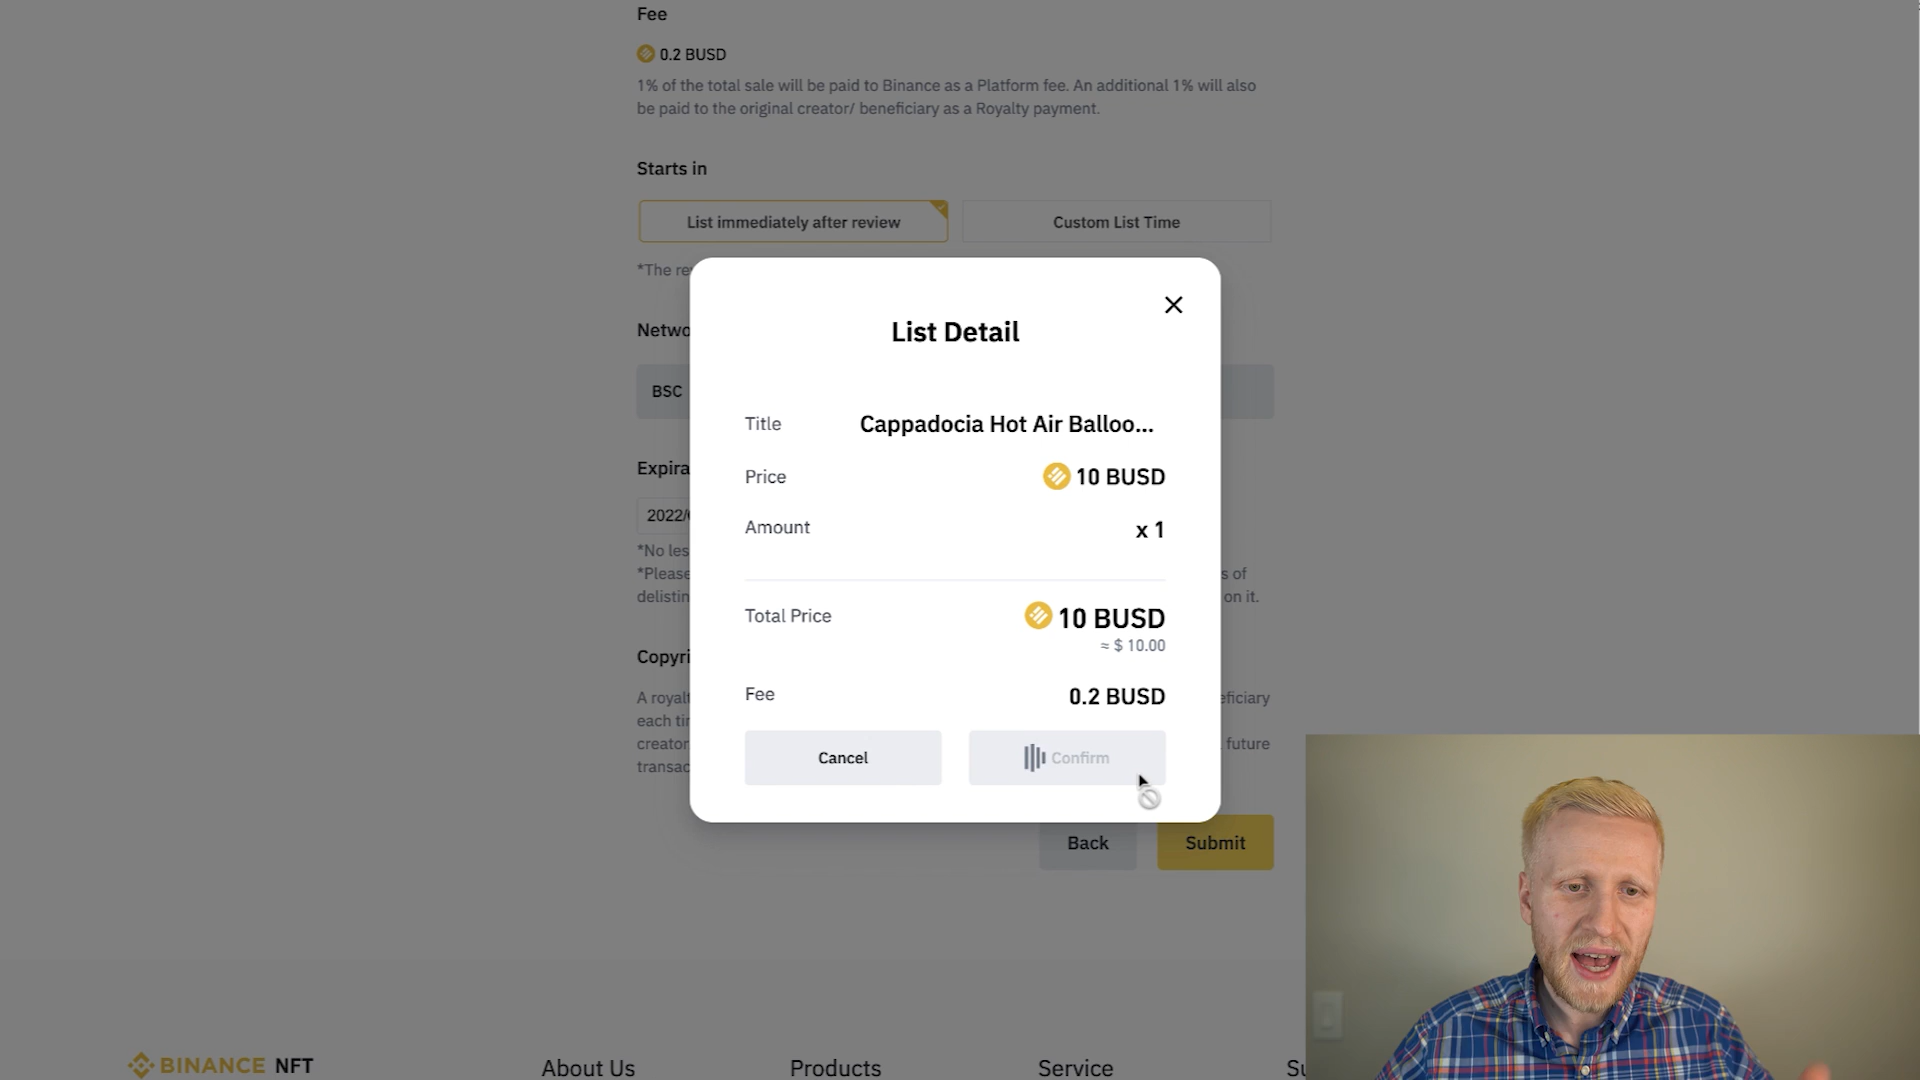 Fee
0.2 BUSD
1% of the total sale will be paid to Binance as a Platform fee. An additional 1% will also
be paid to the original creator/ beneficiary as a Royalty payment.
Starts in
List immediately after review
Custom List Time
*The re
Netwo
BSC
Expira
2022/
*No les
*Please
s of
delistin
on it.
Copyri
A royalt
eficiary
each tir
creator
future
transac
List Detail
Title
Cappadocia Hot Air Balloo...
Price
10 BUSD
Amount
x 1
Total Price
10 BUSD
≈ $ 10.00
Fee
0.2 BUSD
Cancel
Confirm
Back
Submit
BINANCE NFT
About Us
Products
Service